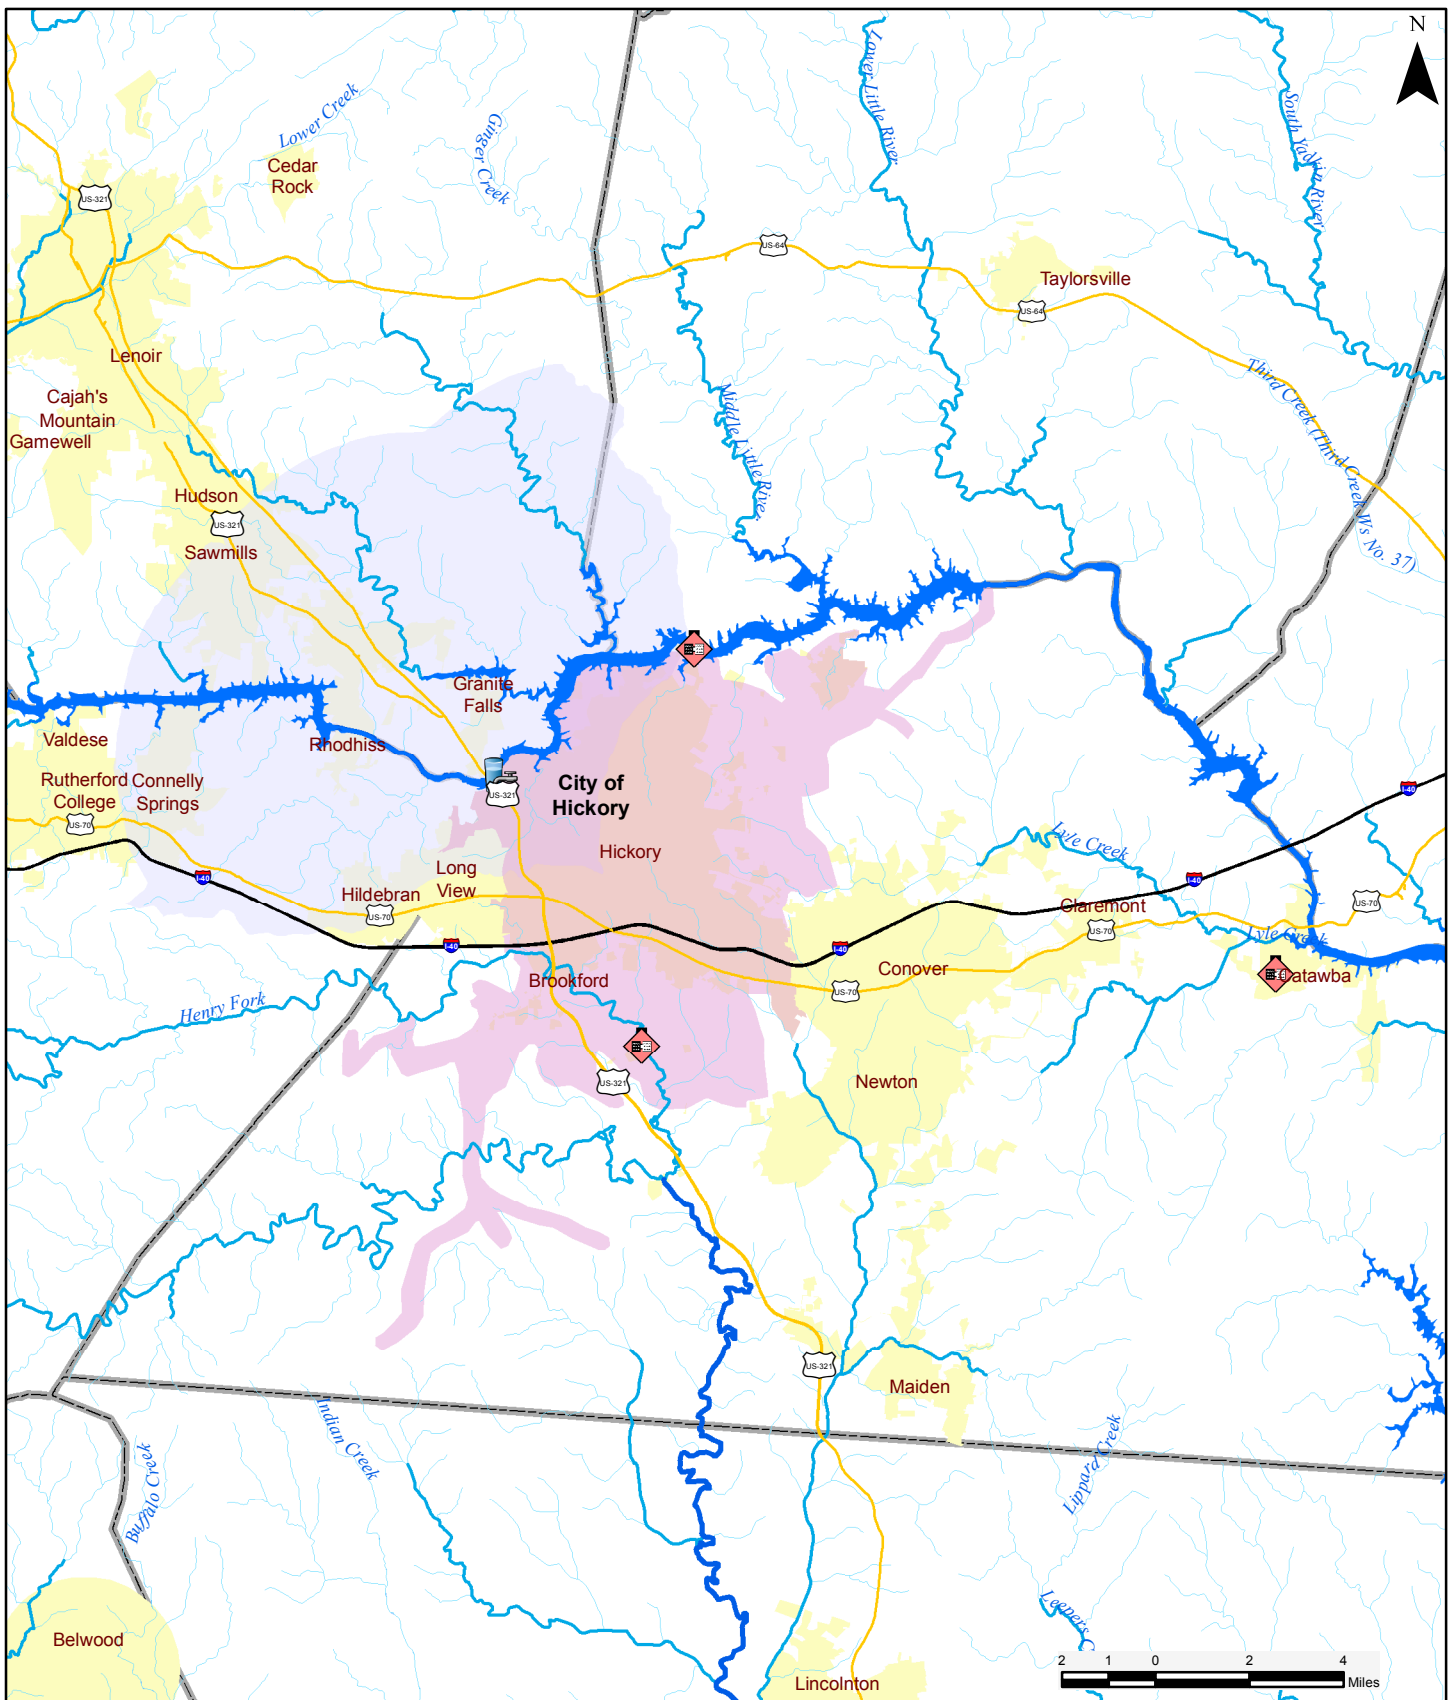 N
Lower Little River
South Yadkin River
Lower Creek
Ginger Creek
Cedar
Rock
US-321
US-64
Taylorsville
US-64
Lenoir
Third Creek (Third Creek Ws No. 37)
Cajah's
Mountain
Gamewell
Middle Little River
Hudson
US-321
Sawmills
Granite
Falls
Valdese
Rhodhiss
Rutherford
College
Connelly
Springs
US-321
City of
Hickory
I-40
US-70
Lyle Creek
Hickory
Long
View
I-40
I-40
Hildebran
US-70
Claremont
US-70
US-70
I-40
I-40
Lyle Creek
Conover
Brookford
atawba
US-70
Henry Fork
US-321
Newton
US-321
Maiden
Indian Creek
Lippard Creek
Buffalo Creek
Leepers C
Belwood
Lincolnton
2 1 0 2 4
Miles